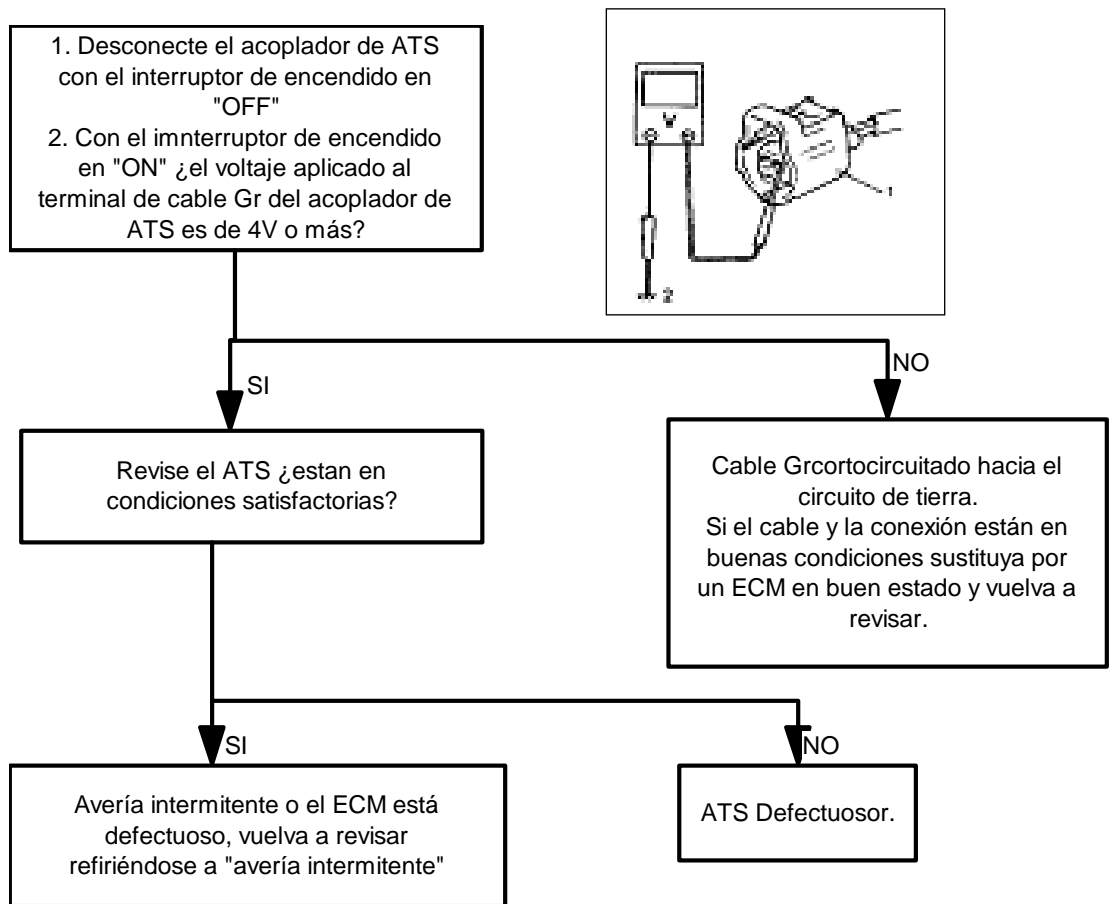 1. Desconecte el acoplador de ATS
con el interruptor de encendido en
"OFF"
2. Con el imnterruptor de encendido
en "ON" ¿el voltaje aplicado al
terminal de cable Gr del acoplador de
ATS es de 4V o más?
V
1
2
SI
NO
Revise el ATS ¿estan en
condiciones satisfactorias?
Cable Grcortocircuitado hacia el
circuito de tierra.
Si el cable y la conexión están en
buenas condiciones sustituya por
un ECM en buen estado y vuelva a
revisar.
SI
NO
Avería intermitente o el ECM está
defectuoso, vuelva a revisar
refiriéndose a "avería intermitente"
ATS Defectuosor.